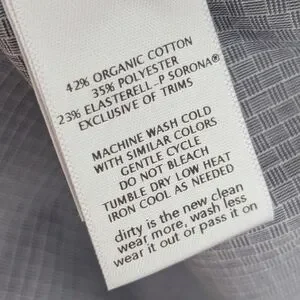 42% ORGANIC COTTON
35% POLYESTER
23% ELASTERELL-P SORONA®
EXCLUSIVE OF TRIMS
MACHINE WASH COLD
WITH SIMILAR COLORS
GENTLE CYCLE
DO NOT BLEACH
TUMBLE DRY LOW HEAT
IRON COOL AS NEEDED
dirty is the new clean
wear more, wash less
wear it out or pass it on